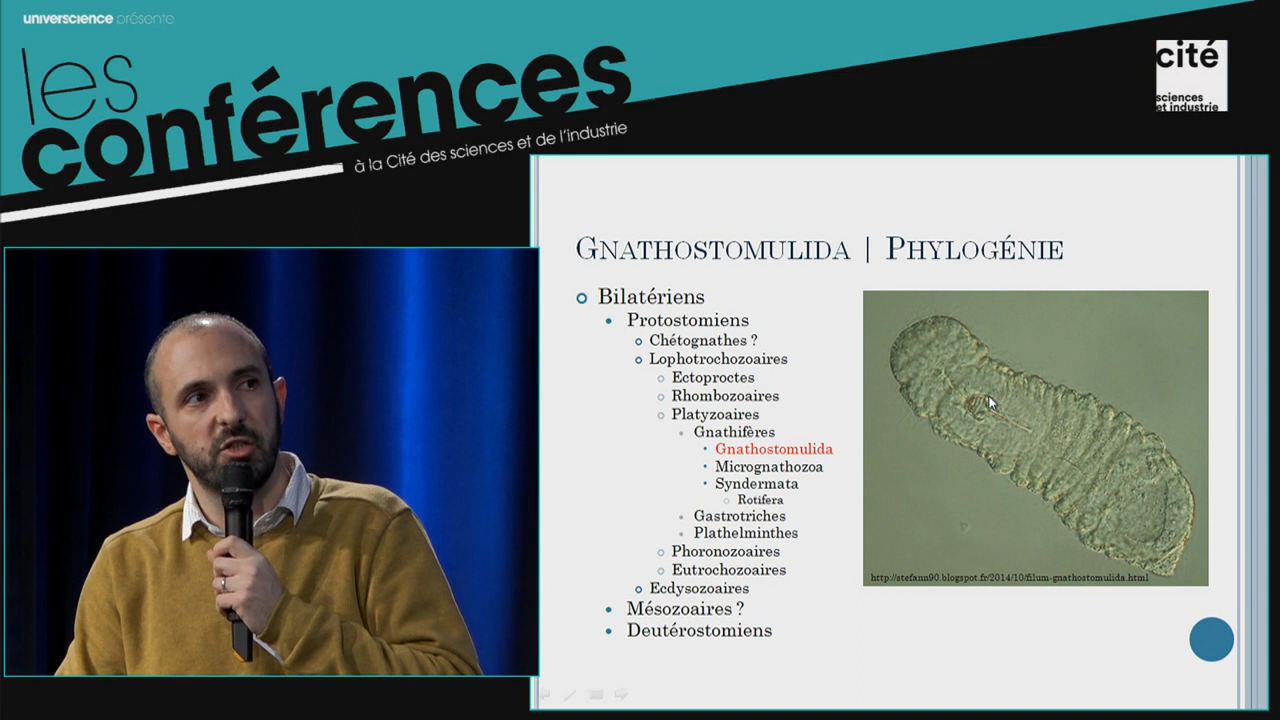 universcience présente
les
conférences
à la Cité des sciences et de l'industrie
cité
sciences
et industrie
GNATHOSTOMULIDA | PHYLOGÉNIE
Bilatériens
Protostomiens
Chétognathes ?
Lophotrochozoaires
Ectoproctes
Rhombozoaires
Platyzoaires
Gnathifères
Gnathostomulida
Micrognathozoa
Syndermata
Rotifera
Gastrotriches
Plathelminthes
Phoronozoaires
Eutrochozoaires
Ecdysozoaires
Mésozoaires ?
Deutérostomiens
http://stefann90.blogspot.fr/2014/10/filum-gnathostomulida.html